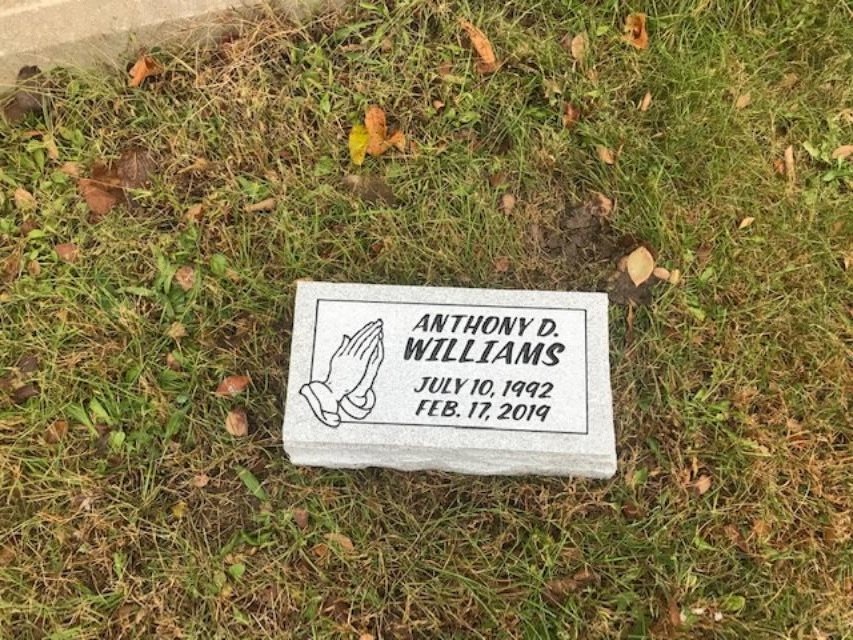 ANTHONY D.
WILLIAMS
JULY 10, 1992
FEB. 17, 2019